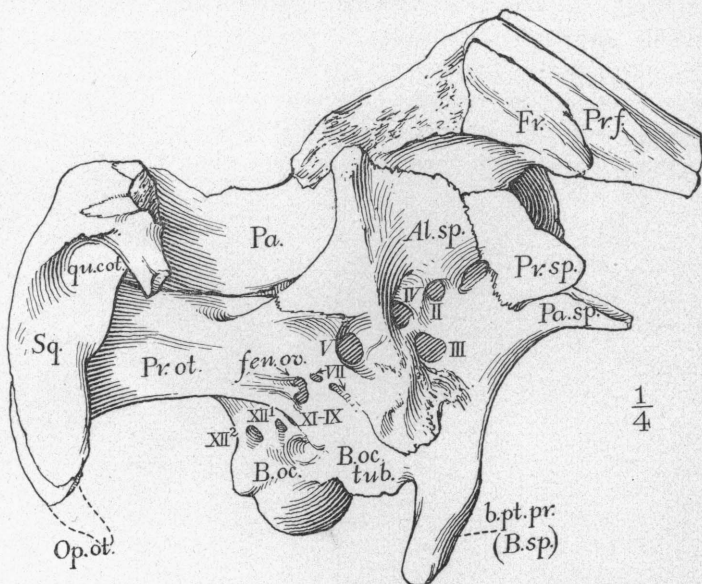 Fr.
Prf.
Pa.
Al.sp.
Pr.sp.
qu.cot.
IV
II
Pa.sp.
Sq.
Pr.ot.
fen.ov.
V
VII
III
1/4
XII²
XII¹
XI-IX
B.oc.
B.oc.
tub.
b.pt.pr.
(B.sp.)
Op.ot.